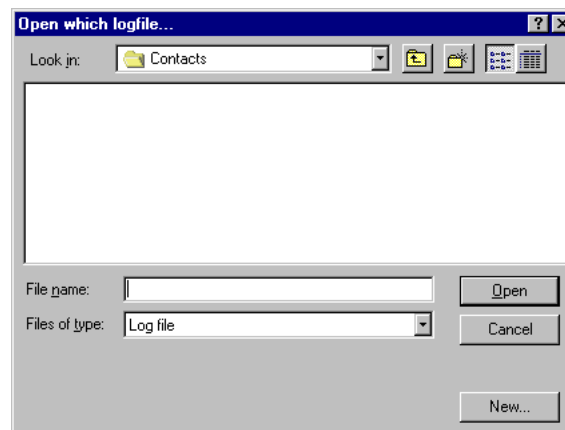 Open which logfile...
Look in: Contacts
File name:
Open
Files of type: Log file
Cancel
New...